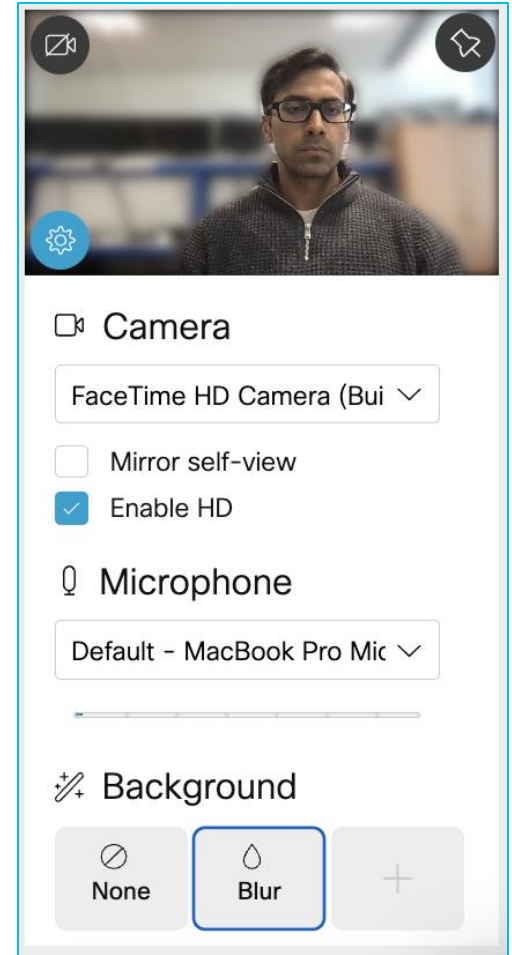 Camera
FaceTime HD Camera (Bui
Mirror self-view
Enable HD
Microphone
Default - MacBook Pro Mic
Background
None
Blur